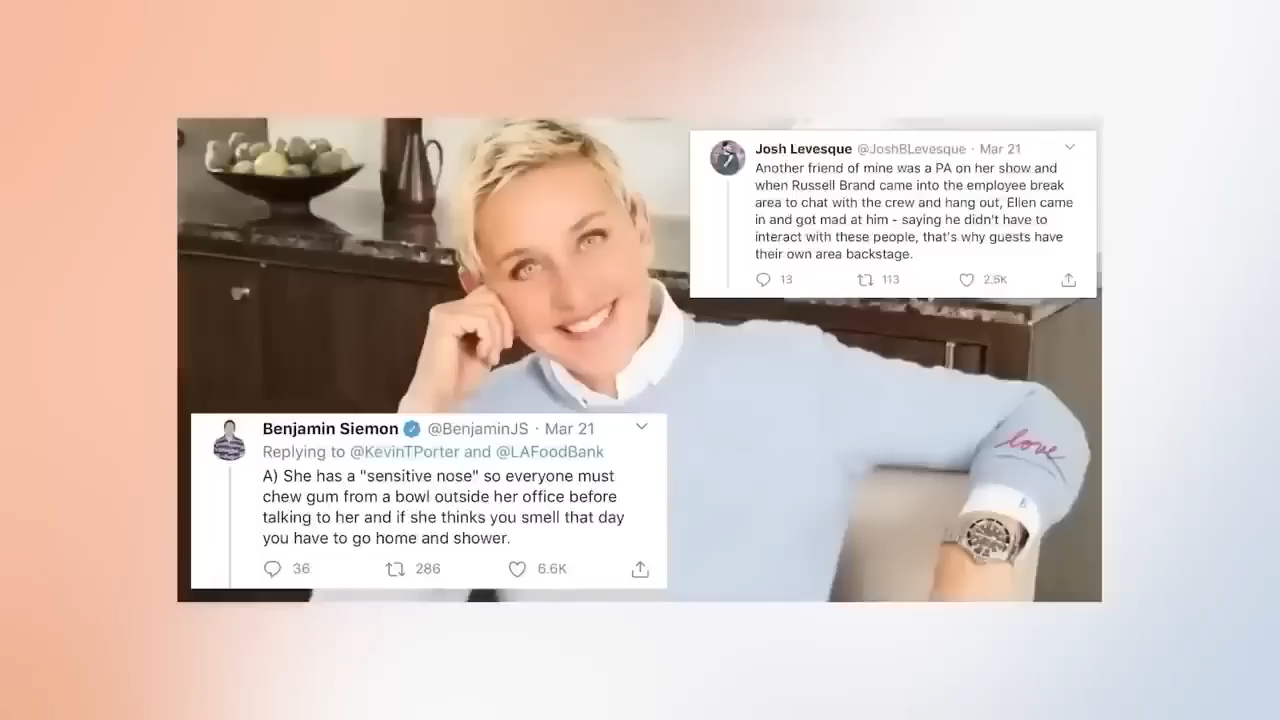 Josh Levesque @JoshBLevesque · Mar 21
Another friend of mine was a PA on her show and
when Russell Brand came into the employee break
area to chat with the crew and hang out, Ellen came
in and got mad at him - saying he didn't have to
interact with these people, that's why guests have
their own area backstage.
13 113 2.5K
Benjamin Siemon @BenjaminJS · Mar 21
Replying to @KevinTPorter and @LAFoodBank
A) She has a "sensitive nose" so everyone must
chew gum from a bowl outside her office before
talking to her and if she thinks you smell that day
you have to go home and shower.
36 286 6.6K
love